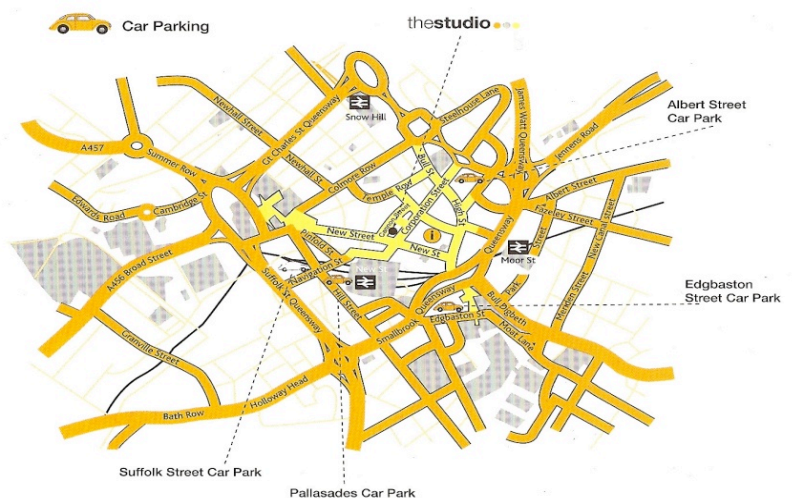 Car Parking
thestudio
Albert Street
Car Park
Edgbaston
Street Car Park
Suffolk Street Car Park
Pallasades Car Park
A457
Summer Row
Newhall Street
Gt Charles St Queensway
Snow Hill
Steelhouse Lane
James Watt Queensway
Jennens Road
Newhall St
Colmore Row
Bull St
Temple Row
Corporation Street
High St
Albert Street
Fazeley Street
New Canal Street
Edwards Road
Cambridge St
New Street
New St
i
Queensway
Moor St
Street
Park
Meriden Street
Pinfold St
Navigation St
New St
Hill Street
A456 Broad Street
Suffolk St Queensway
Smallbrook Queensway
Edgbaston St
Bull Digbeth
Moat Lane
Granville Street
Holloway Head
Bath Row